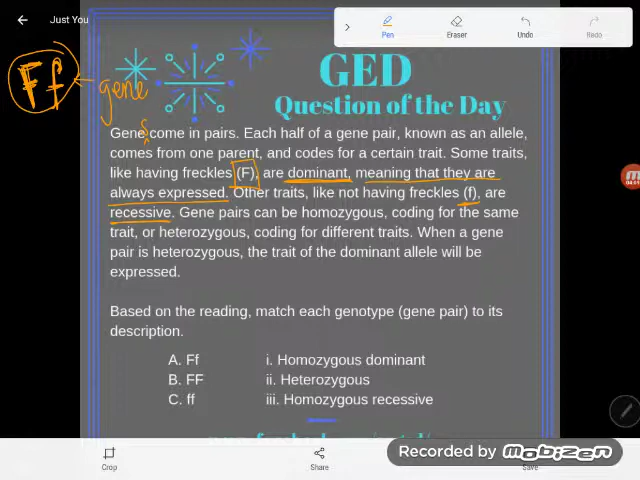 Just You
Pen
Eraser
Undo
Redo
Ff
gene
GED
Question of the Day
Genes come in pairs. Each half of a gene pair, known as an allele,
comes from one parent, and codes for a certain trait. Some traits,
like having freckles (F), are dominant, meaning that they are
always expressed. Other traits, like not having freckles (f), are
recessive. Gene pairs can be homozygous, coding for the same
trait, or heterozygous, coding for different traits. When a gene
pair is heterozygous, the trait of the dominant allele will be
expressed.
Based on the reading, match each genotype (gene pair) to its
description.
A. Ff i. Homozygous dominant
B. FF ii. Heterozygous
C. ff iii. Homozygous recessive
Crop
Share
Save
Recorded by Mobizen